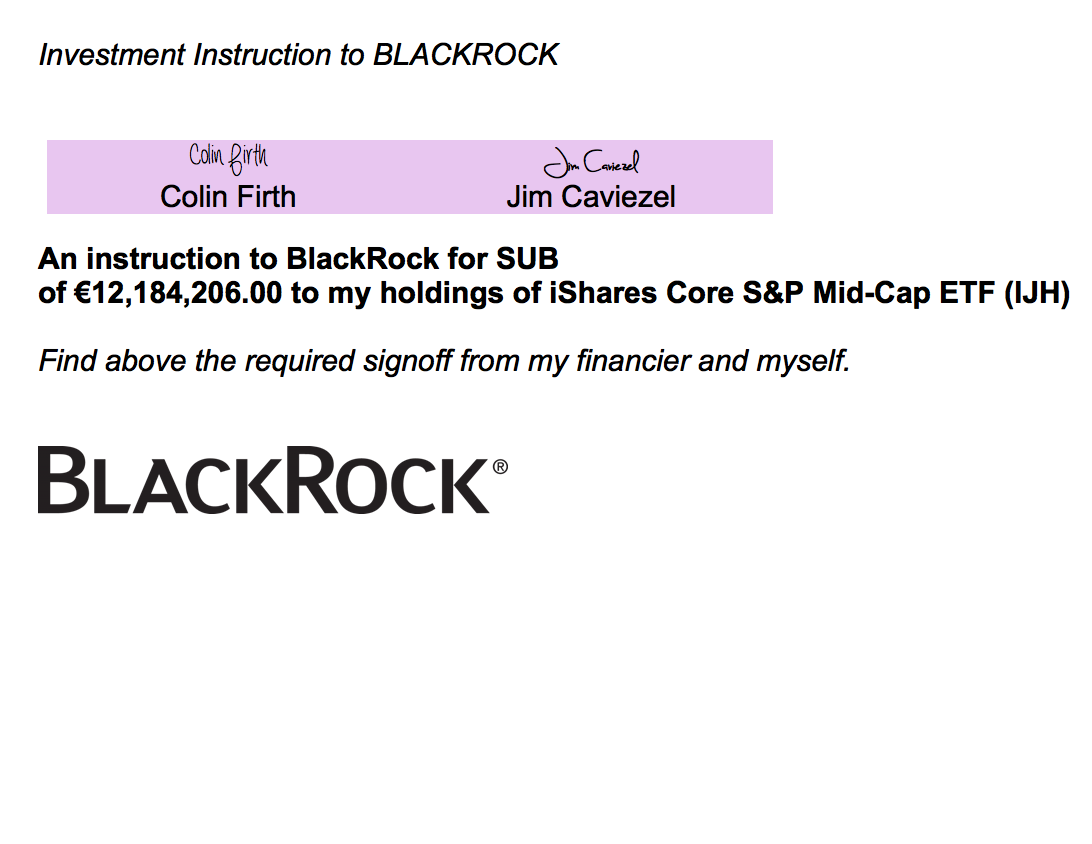 Investment Instruction to BLACKROCK
Colin Firth Jim Caviezel
Colin Firth Jim Caviezel
An instruction to BlackRock for SUB
of €12,184,206.00 to my holdings of iShares Core S&P Mid-Cap ETF (IJH)
Find above the required signoff from my financier and myself.
BLACKROCK®